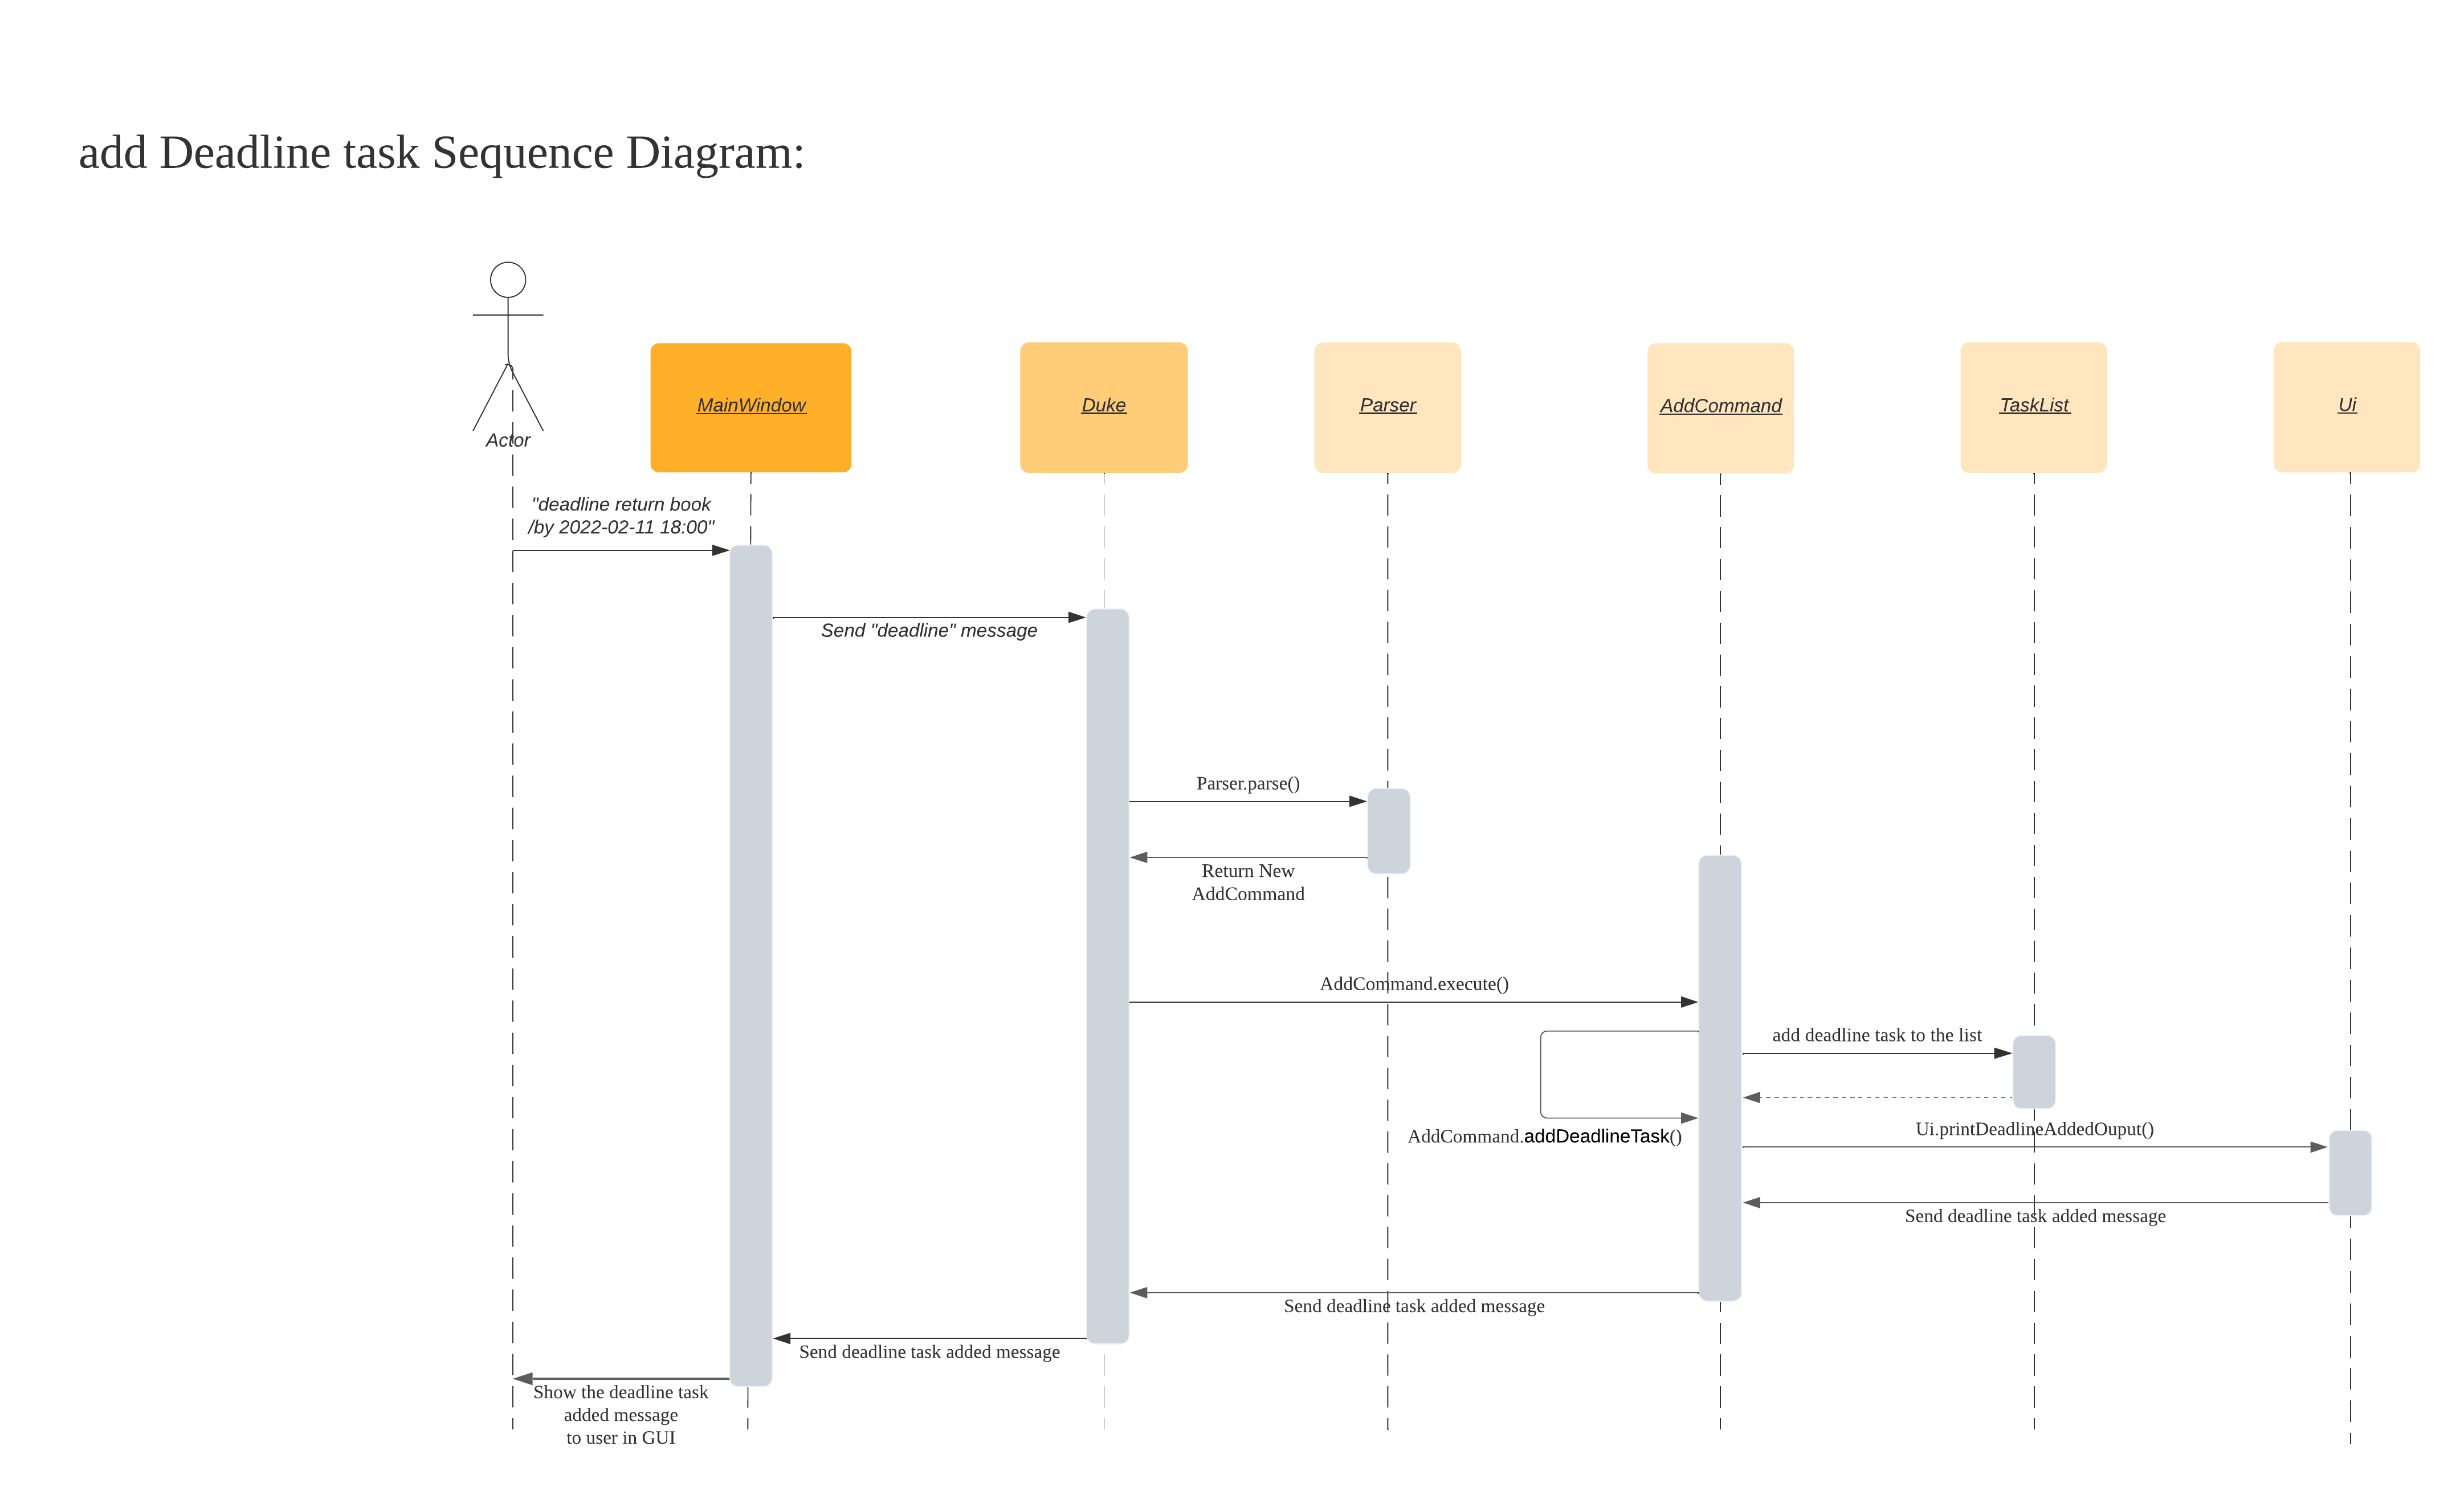 add Deadline task Sequence Diagram:
MainWindow
Duke
Parser
AddCommand
TaskList
Ui
Actor
"deadline return book
/by 2022-02-11 18:00"
Send "deadline" message
Parser.parse()
Return New
AddCommand
AddCommand.execute()
add deadline task to the list
AddCommand.addDeadlineTask()
Ui.printDeadlineAddedOuput()
Send deadline task added message
Send deadline task added message
Send deadline task added message
Show the deadline task
added message
to user in GUI